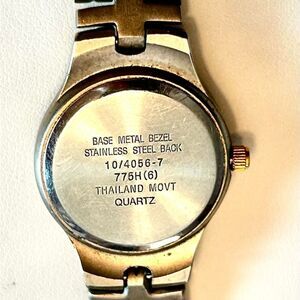 BASE METAL BEZEL
STAINLESS STEEL BACK
10/4056-7
775H(6)
THAILAND MOVT
QUARTZ